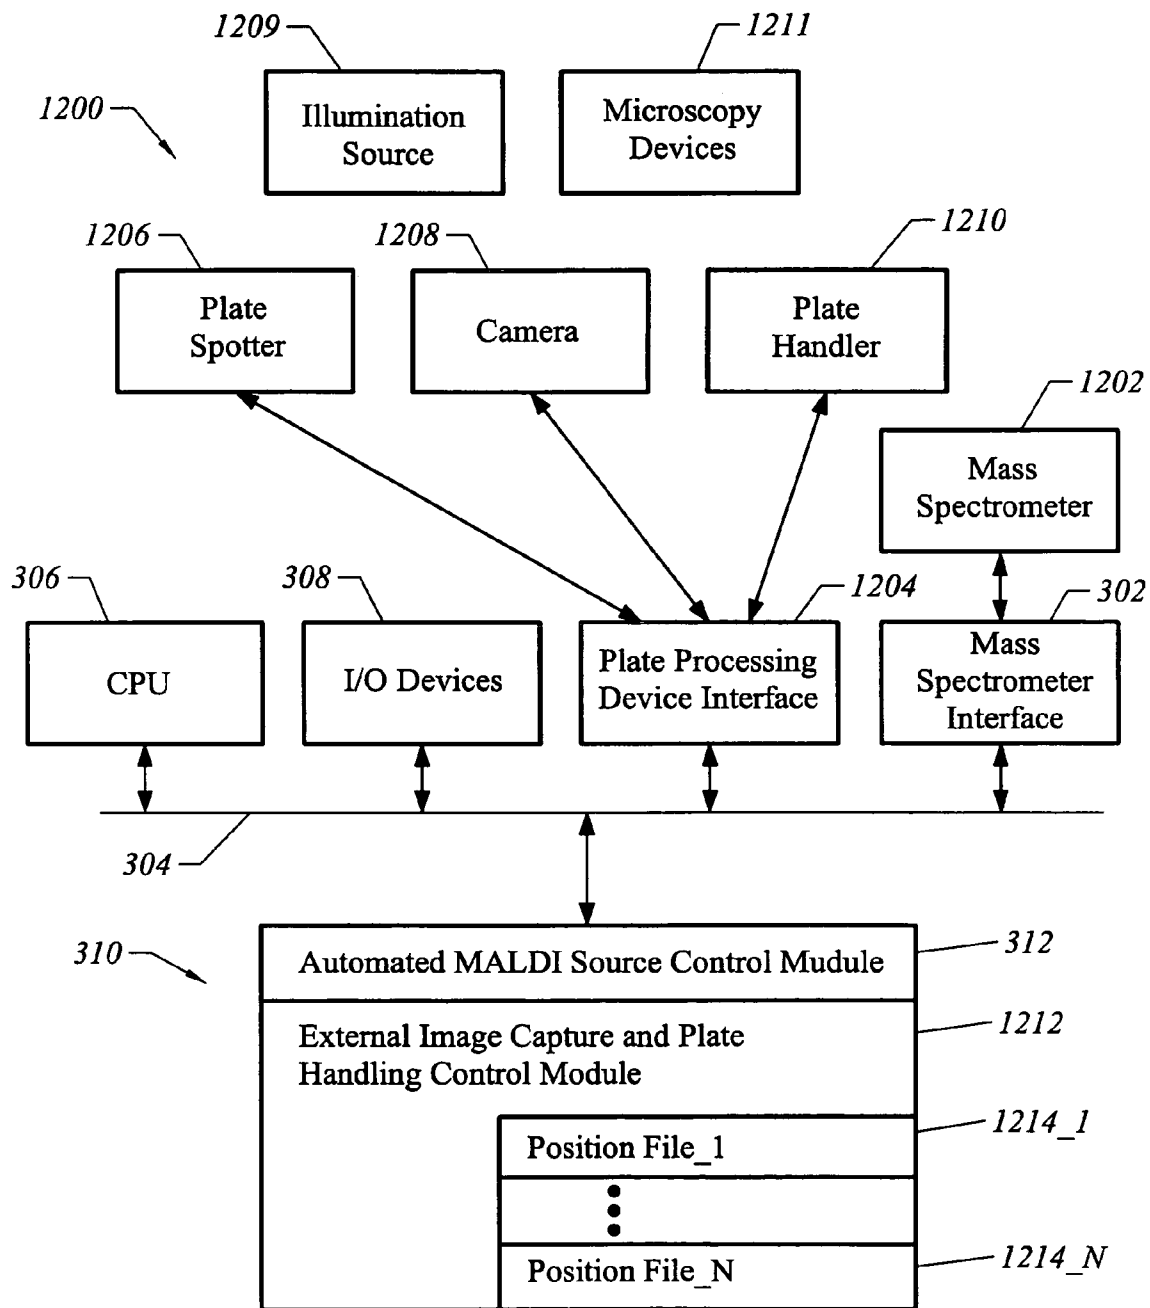 1209
1211
1200
Illumination
Source
Microscopy
Devices
1206
1208
1210
Plate
Spotter
Camera
Plate
Handler
1202
Mass
Spectrometer
306
308
1204
302
CPU
I/O Devices
Plate Processing
Device Interface
Mass
Spectrometer
Interface
304
310
312
Automated MALDI Source Control Mudule
1212
External Image Capture and Plate
Handling Control Module
1214_1
Position File_1
1214_N
Position File_N